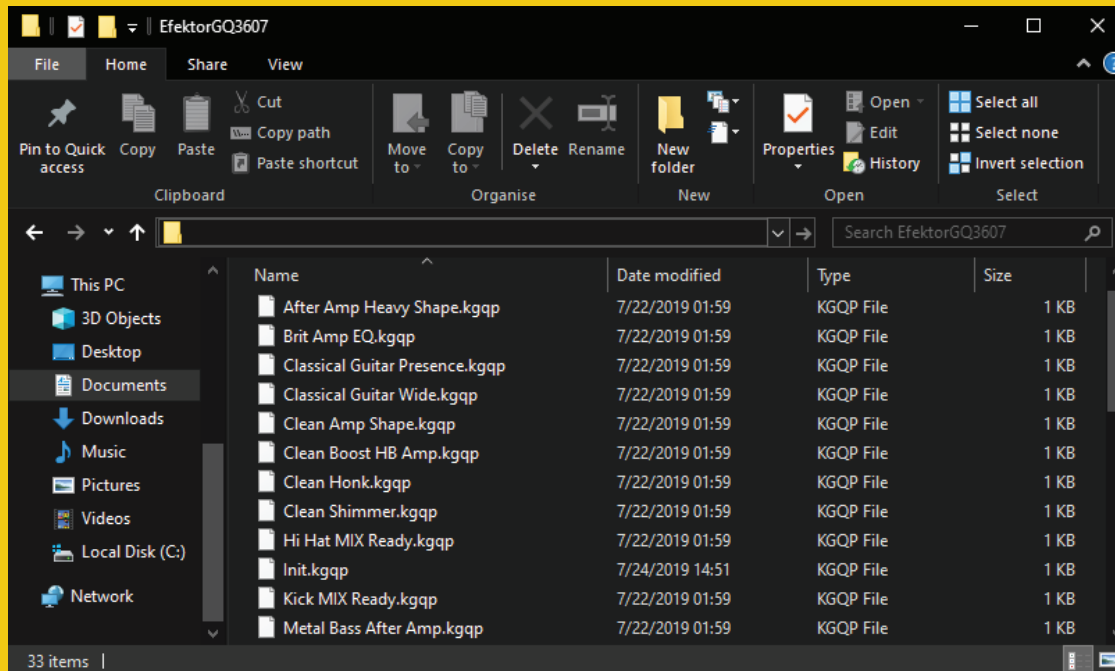 EfektorGQ3607
File Home Share View
Pin to Quick access
Copy
Paste
Cut
Copy path
Paste shortcut
Move to
Copy to
Delete
Rename
New folder
Properties
Open
Edit
History
Select all
Select none
Invert selection
Clipboard Organise New Open Select
Search EfektorGQ3607
This PC
3D Objects
Desktop
Documents
Downloads
Music
Pictures
Videos
Local Disk (C:)
Network
Name Date modified Type Size
After Amp Heavy Shape.kgqp 7/22/2019 01:59 KGQP File 1 KB
Brit Amp EQ.kgqp 7/22/2019 01:59 KGQP File 1 KB
Classical Guitar Presence.kgqp 7/22/2019 01:59 KGQP File 1 KB
Classical Guitar Wide.kgqp 7/22/2019 01:59 KGQP File 1 KB
Clean Amp Shape.kgqp 7/22/2019 01:59 KGQP File 1 KB
Clean Boost HB Amp.kgqp 7/22/2019 01:59 KGQP File 1 KB
Clean Honk.kgqp 7/22/2019 01:59 KGQP File 1 KB
Clean Shimmer.kgqp 7/22/2019 01:59 KGQP File 1 KB
Hi Hat MIX Ready.kgqp 7/22/2019 01:59 KGQP File 1 KB
Init.kgqp 7/24/2019 14:51 KGQP File 1 KB
Kick MIX Ready.kgqp 7/22/2019 01:59 KGQP File 1 KB
Metal Bass After Amp.kgqp 7/22/2019 01:59 KGQP File 1 KB
33 items